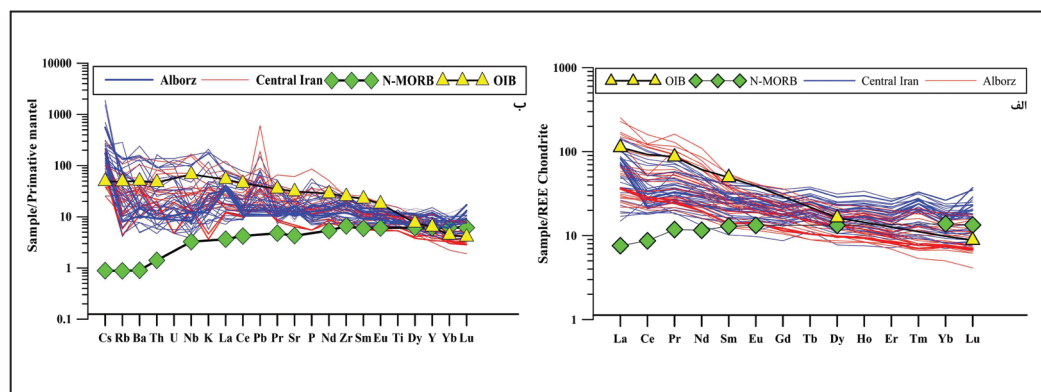 10000
1000
100
10
1
0.1
Sample/Primative mantel
Alborz Central Iran N-MORB OIB
ب
Cs Rb Ba Th U Nb K La Ce Pb Pr Sr P Nd Zr Sm Eu Ti Dy Y Yb Lu
1000
100
10
1
Sample/REE Chondrite
OIB N-MORB Central Iran Alborz
الف
La Ce Pr Nd Sm Eu Gd Tb Dy Ho Er Tm Yb Lu